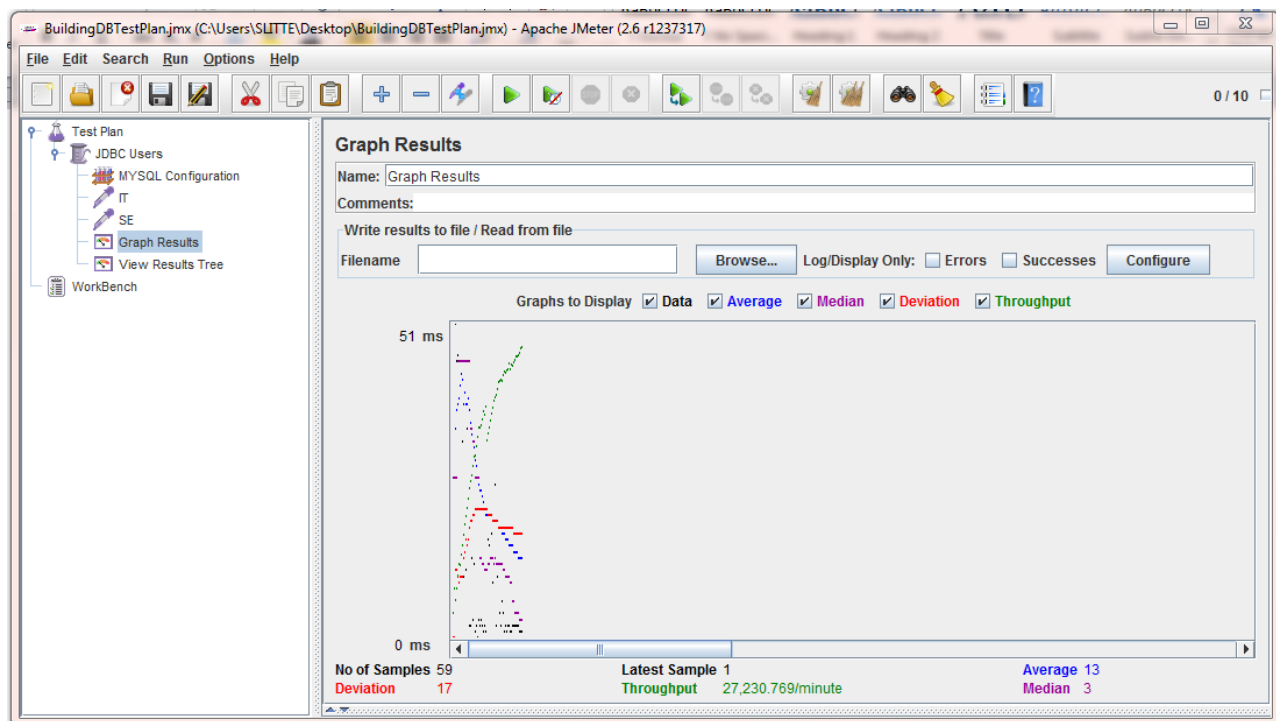 BuildingDBTestPlan.jmx (C:\Users\SLITTE\Desktop\BuildingDBTestPlan.jmx) - Apache JMeter (2.6 r1237317)
File Edit Search Run Options Help
0 / 10
Test Plan
JDBC Users
MYSQL Configuration
IT
SE
Graph Results
View Results Tree
WorkBench
Graph Results
Name: Graph Results
Comments:
Write results to file / Read from file
Filename Browse... Log/Display Only: Errors Successes Configure
Graphs to Display Data Average Median Deviation Throughput
51 ms
0 ms
No of Samples 59 Latest Sample 1 Average 13
Deviation 17 Throughput 27,230.769/minute Median 3